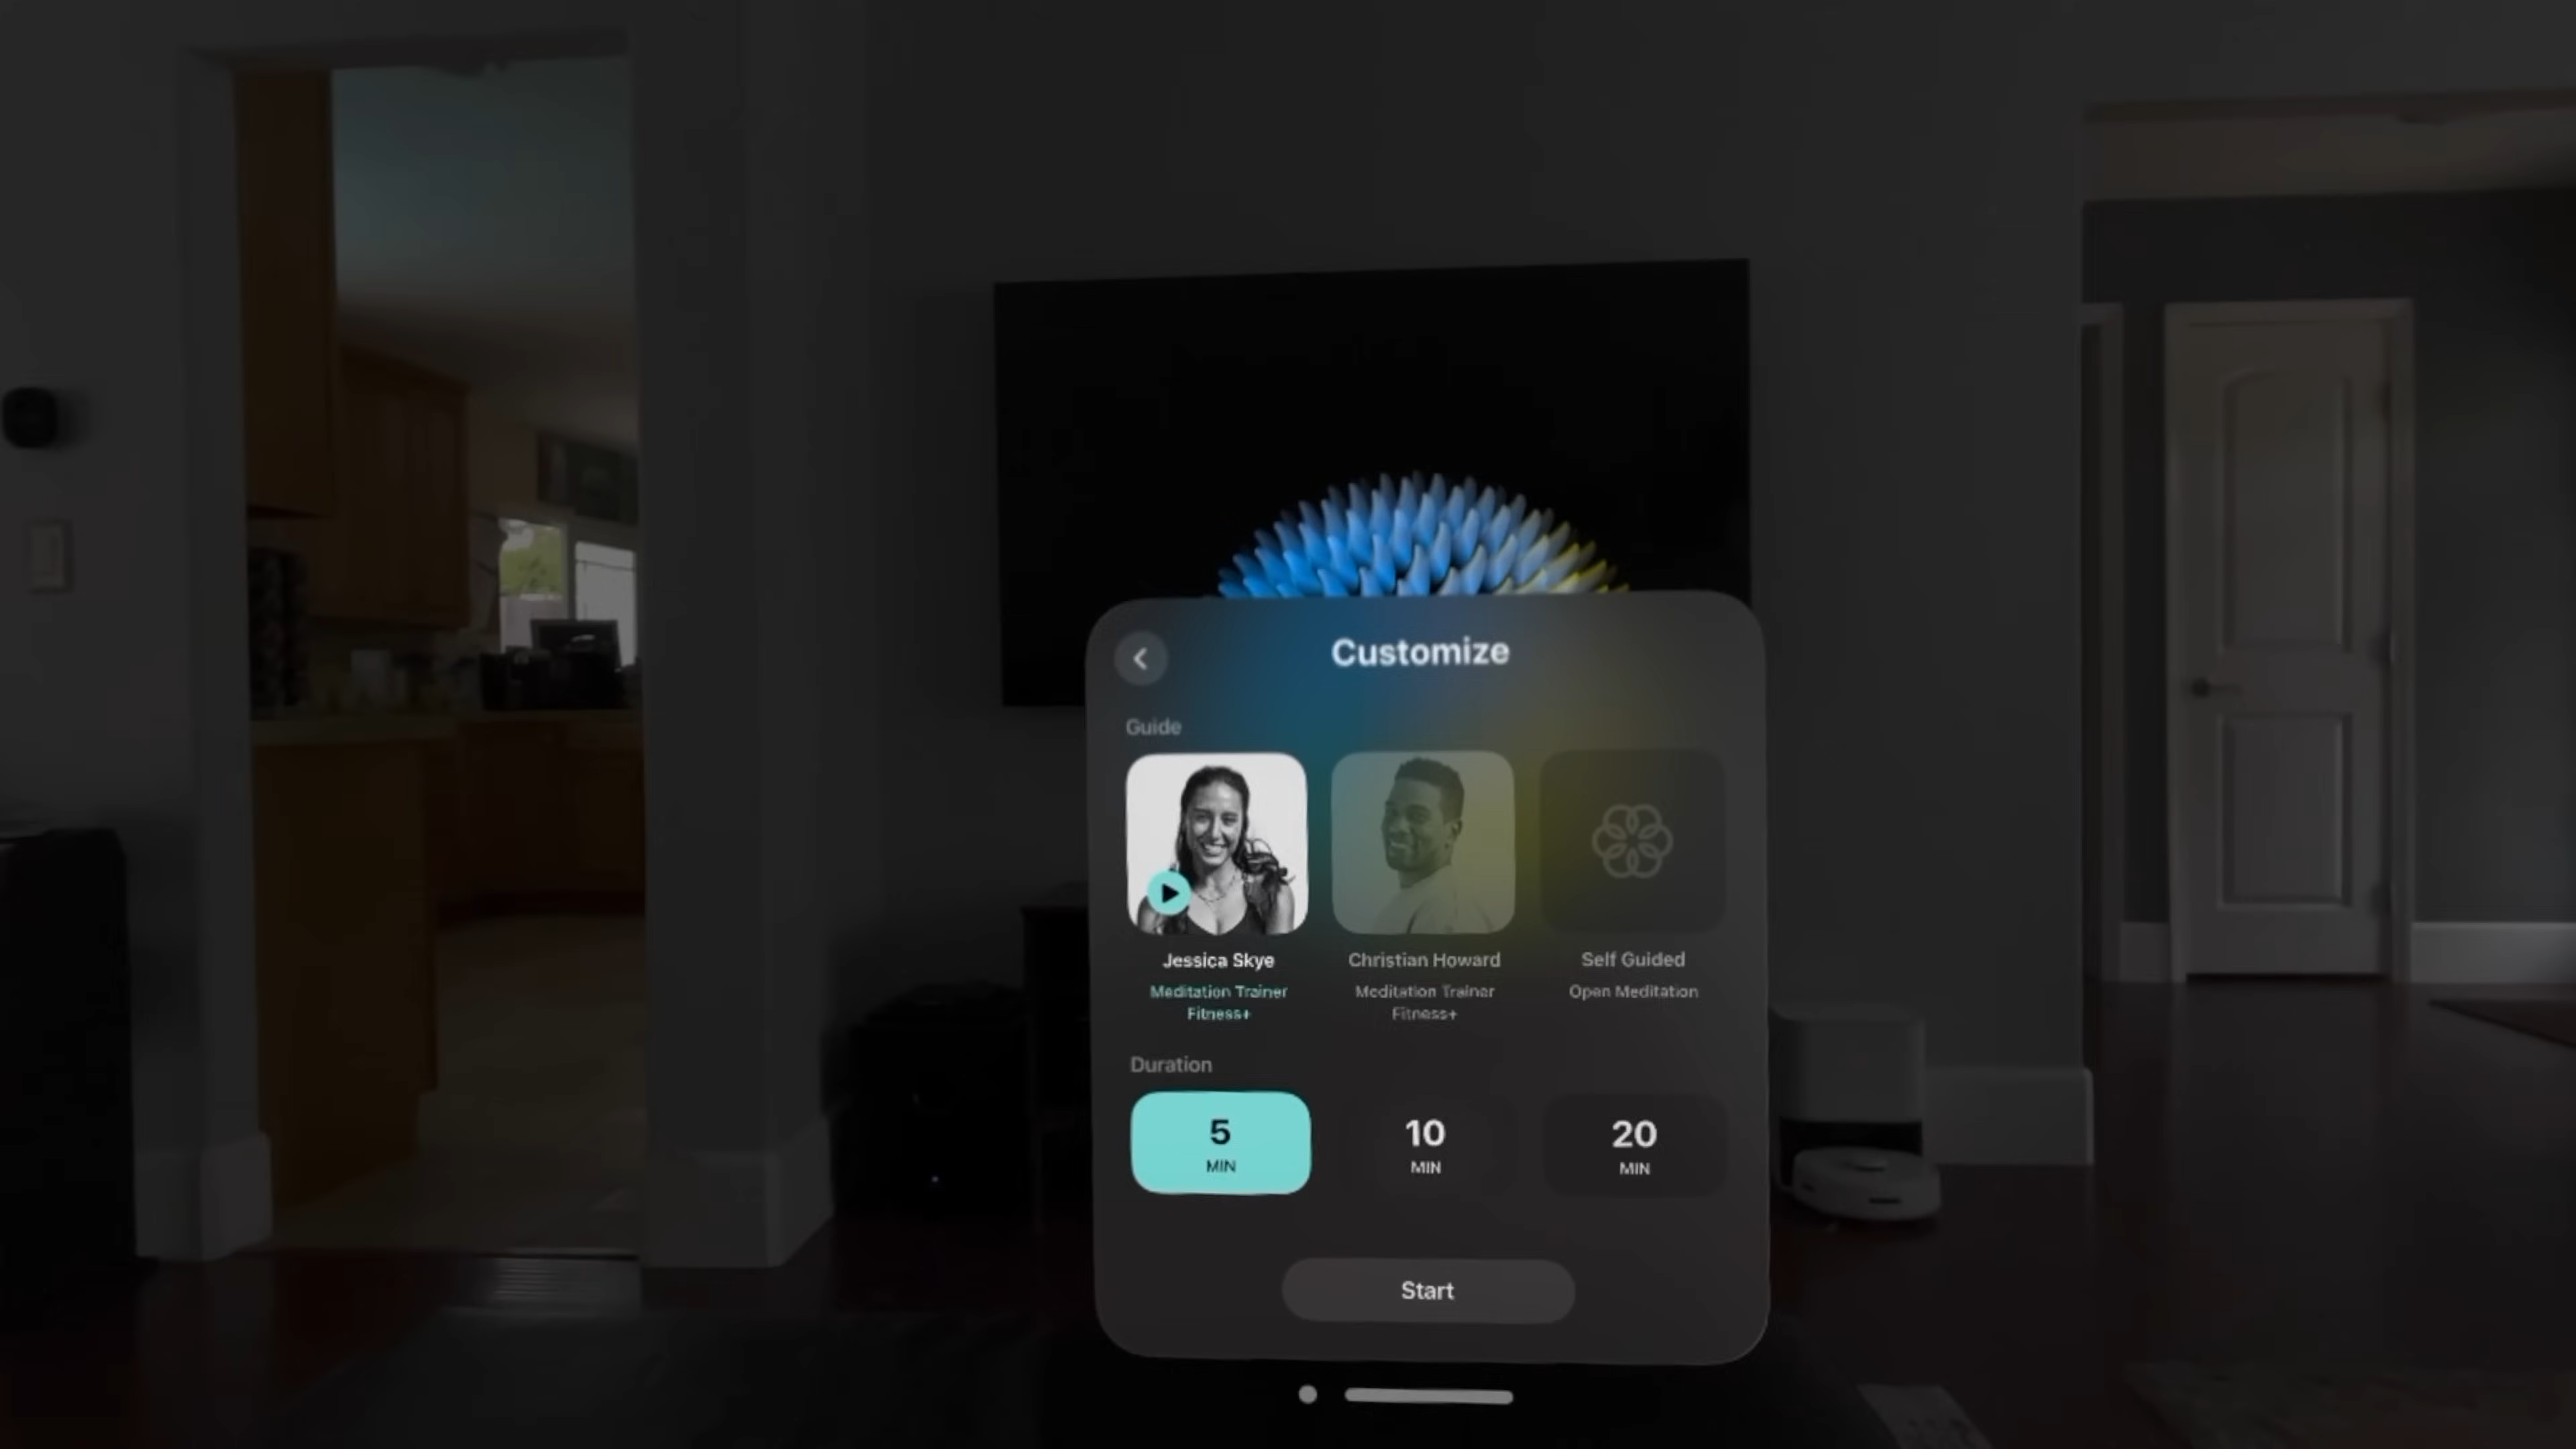 Customize
Guide
Jessica Skye
Meditation Trainer
Fitness+
Christian Howard
Meditation Trainer
Fitness+
Self Guided
Open Meditation
Duration
5
MIN
10
MIN
20
MIN
Start